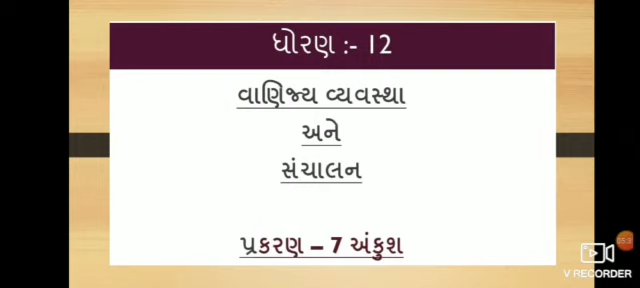 ધોરણ :- 12
વાણિજ્ય વ્યવસ્થા
અને
સંચાલન
પ્રકરણ – 7 અંકુશ
V RECORDER